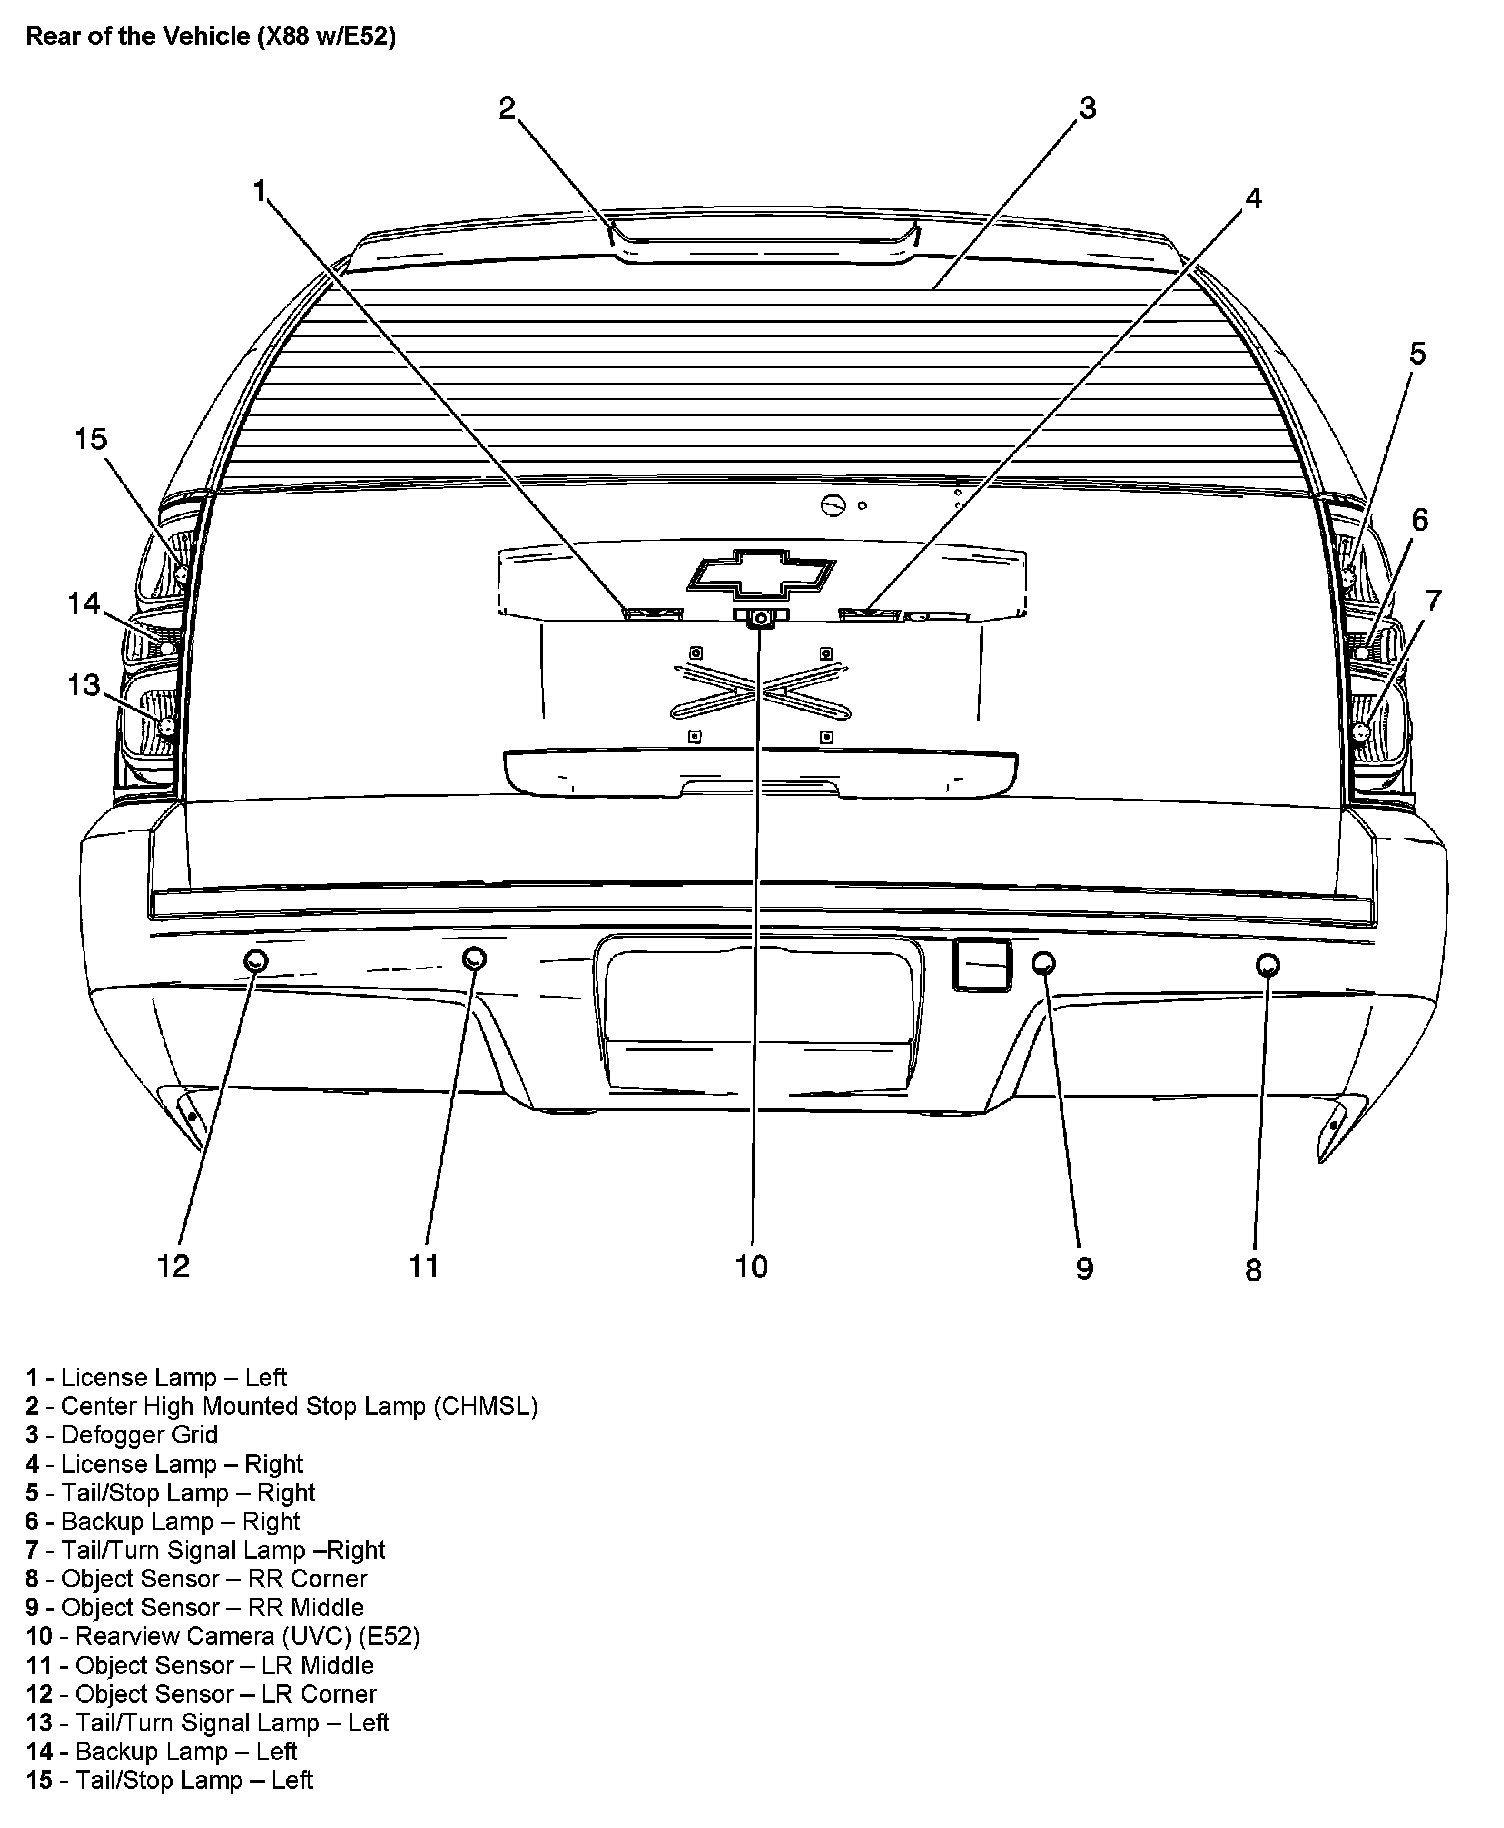 Rear of the Vehicle (X88 w/E52)
2
3
1
4
5
15
6
14
7
13
12
11
10
9
8
1 - License Lamp – Left
2 - Center High Mounted Stop Lamp (CHMSL)
3 - Defogger Grid
4 - License Lamp – Right
5 - Tail/Stop Lamp – Right
6 - Backup Lamp – Right
7 - Tail/Turn Signal Lamp –Right
8 - Object Sensor – RR Corner
9 - Object Sensor – RR Middle
10 - Rearview Camera (UVC) (E52)
11 - Object Sensor – LR Middle
12 - Object Sensor – LR Corner
13 - Tail/Turn Signal Lamp – Left
14 - Backup Lamp – Left
15 - Tail/Stop Lamp – Left